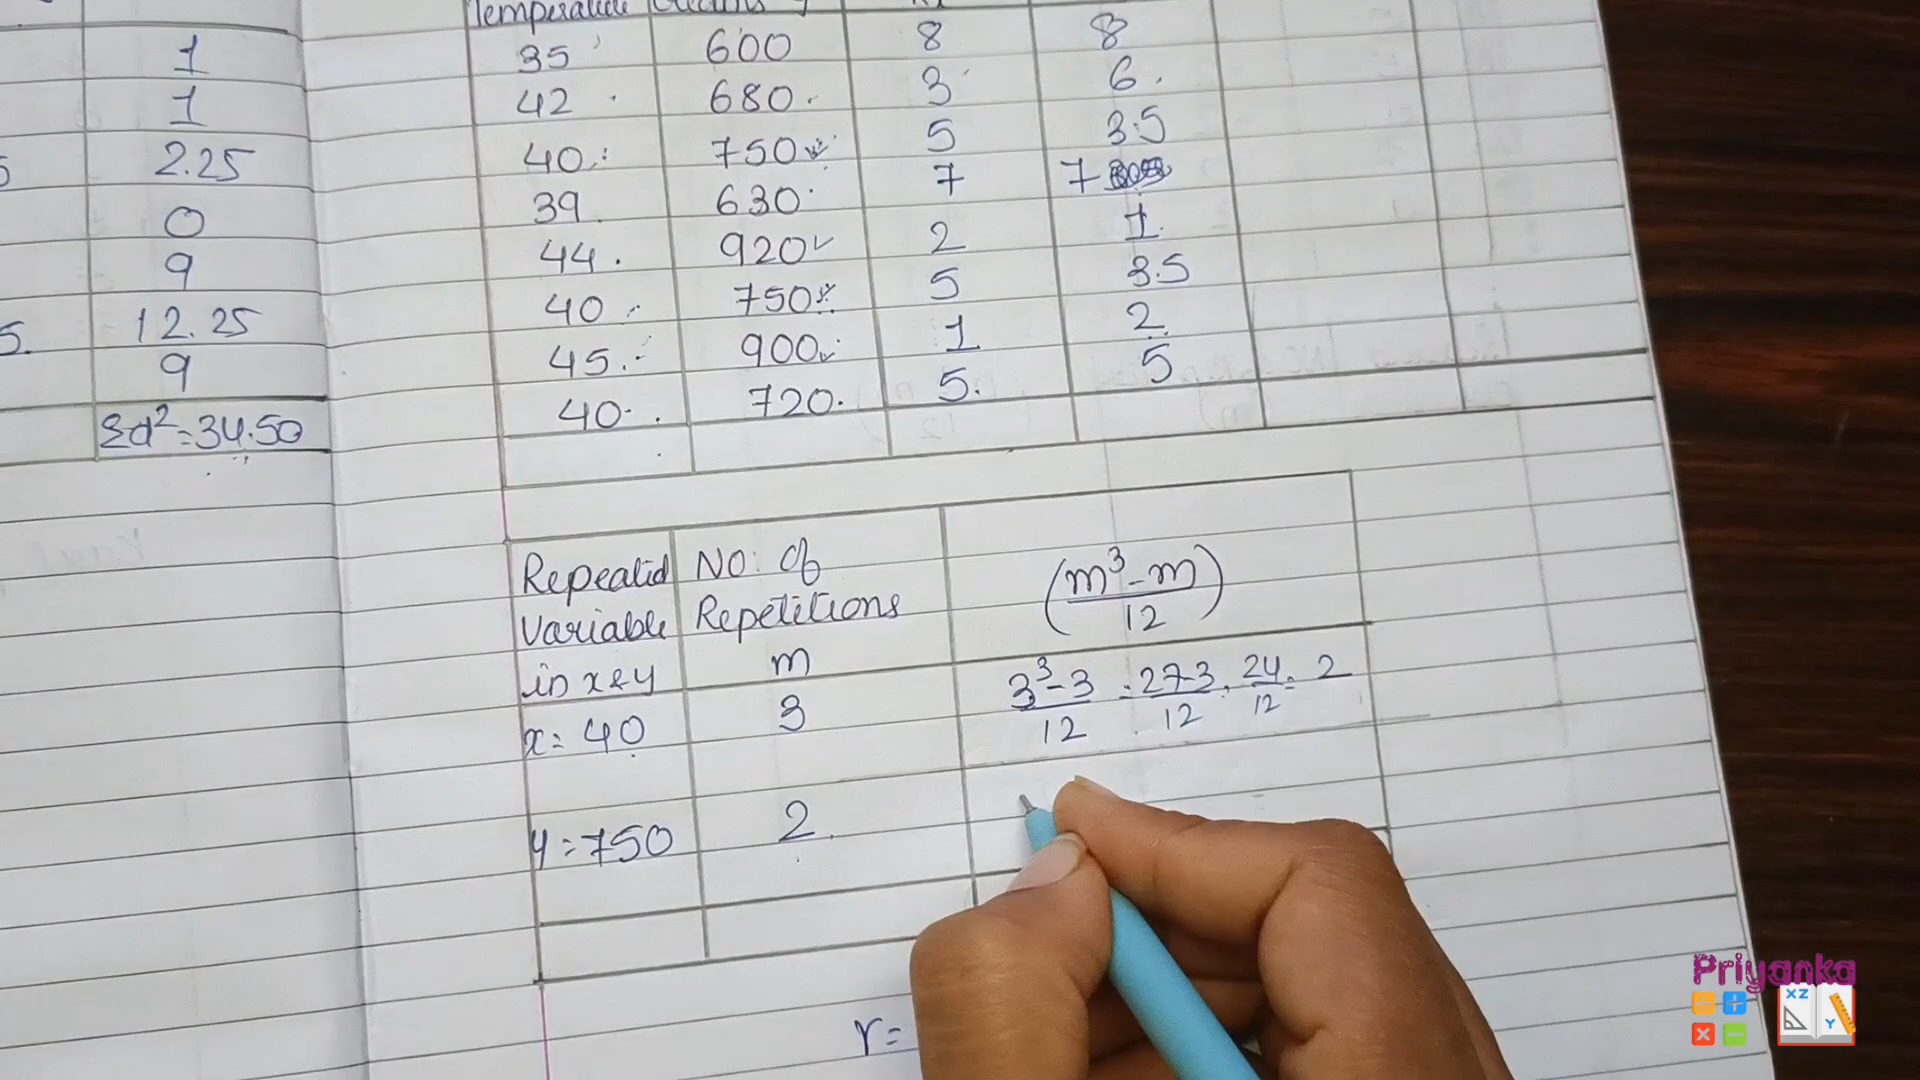 1
1
2.25
0
9
12.25
9
Σd²=34.50
Temperature
35 600 8 8
42 680 3 6
40 750 5 3.5
39 630 7 7
44 920 2 1
40 750 5 3.5
45 900 1 2
40 720 5 5
Repeatid NO: Of (m³-m)/12
Variable Repetitions
in x&y m
x=40 3 3³-3/12 = 27-3/12 = 24/12 = 2
y=750 2
r=
Priyanka
XZ
Y